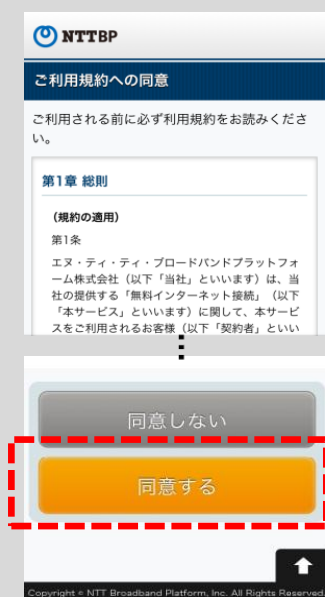 NTTBP
ご利用規約への同意
ご利用される前に必ず利用規約をお読みくださ
い。
第1章 総則
（規約の適用）
第1条
エヌ・ティ・ティ・ブロードバンドプラットフォ
ーム株式会社（以下「当社」といいます）は、当
社の提供する「無料インターネット接続」（以下
「本サービス」といいます）に関して、本サービ
スをご利用されるお客様（以下「契約者」といい
同意しない
同意する
Copyright © NTT Broadband Platform, Inc. All Rights Reserved.